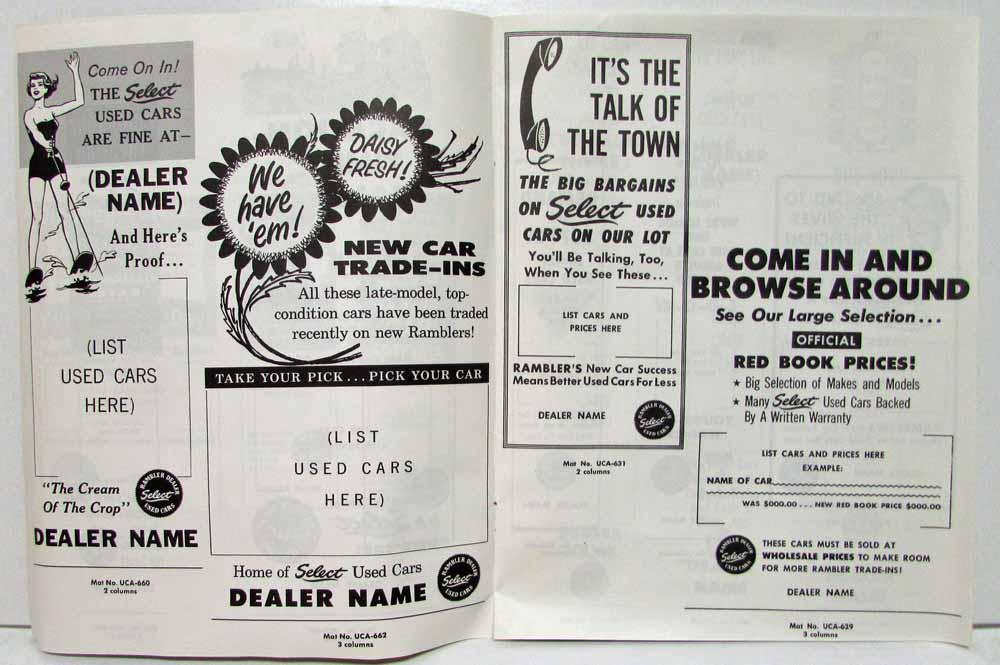 Come On In!
THE Select
USED CARS
ARE FINE AT—
(DEALER
NAME)
And Here's
Proof...
(LIST
USED CARS
HERE)
"The Cream
Of The Crop"
RAMBLER DEALER
Select
USED CARS
DEALER NAME
Mat No. UCA-660
2 columns
We
have
'em!
DAISY
FRESH!
NEW CAR
TRADE-INS
All these late-model, top-
condition cars have been traded
recently on new Ramblers!
TAKE YOUR PICK...PICK YOUR CAR
(LIST
USED CARS
HERE)
Home of Select Used Cars
DEALER NAME
RAMBLER DEALER
Select
USED CARS
Mat No. UCA-662
3 columns
IT'S THE
TALK OF
THE TOWN
THE BIG BARGAINS
ON Select USED
CARS ON OUR LOT
You'll Be Talking, Too,
When You See These...
LIST CARS AND
PRICES HERE
RAMBLER'S New Car Success
Means Better Used Cars For Less
DEALER NAME
RAMBLER DEALER
Select
USED CARS
Mat No. UCA-631
2 columns
COME IN AND
BROWSE AROUND
See Our Large Selection...
OFFICIAL
RED BOOK PRICES!
★ Big Selection of Makes and Models
★ Many Select Used Cars Backed
By A Written Warranty
LIST CARS AND PRICES HERE
EXAMPLE:
NAME OF CAR
WAS $000.00...NEW RED BOOK PRICE $000.00
RAMBLER DEALER
Select
USED CARS
THESE CARS MUST BE SOLD AT
WHOLESALE PRICES TO MAKE ROOM
FOR MORE RAMBLER TRADE-INS!
DEALER NAME
Mat No. UCA-629
3 columns